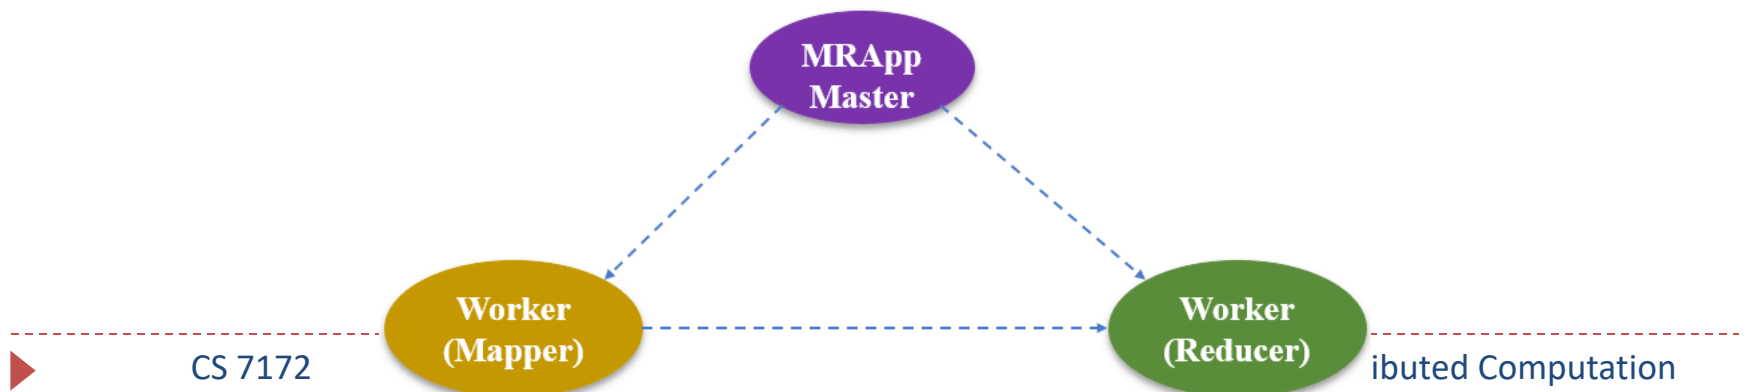 MRApp
Master
Worker
(Mapper)
Worker
(Reducer)
CS 7172
ibuted Computation